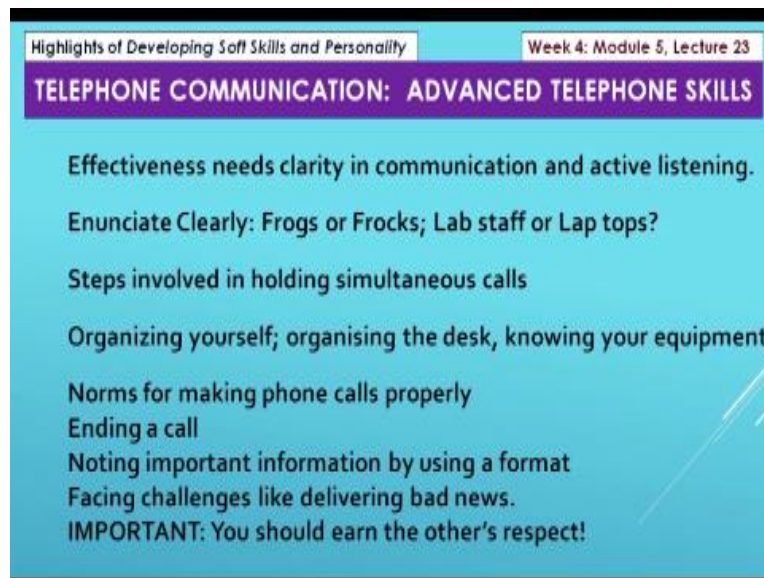 Highlights of Developing Soft Skills and Personality
Week 4: Module 5, Lecture 23
TELEPHONE COMMUNICATION: ADVANCED TELEPHONE SKILLS
Effectiveness needs clarity in communication and active listening.
Enunciate Clearly: Frogs or Frocks; Lab staff or Lap tops?
Steps involved in holding simultaneous calls
Organizing yourself; organising the desk, knowing your equipment
Norms for making phone calls properly
Ending a call
Noting important information by using a format
Facing challenges like delivering bad news.
IMPORTANT: You should earn the other's respect!